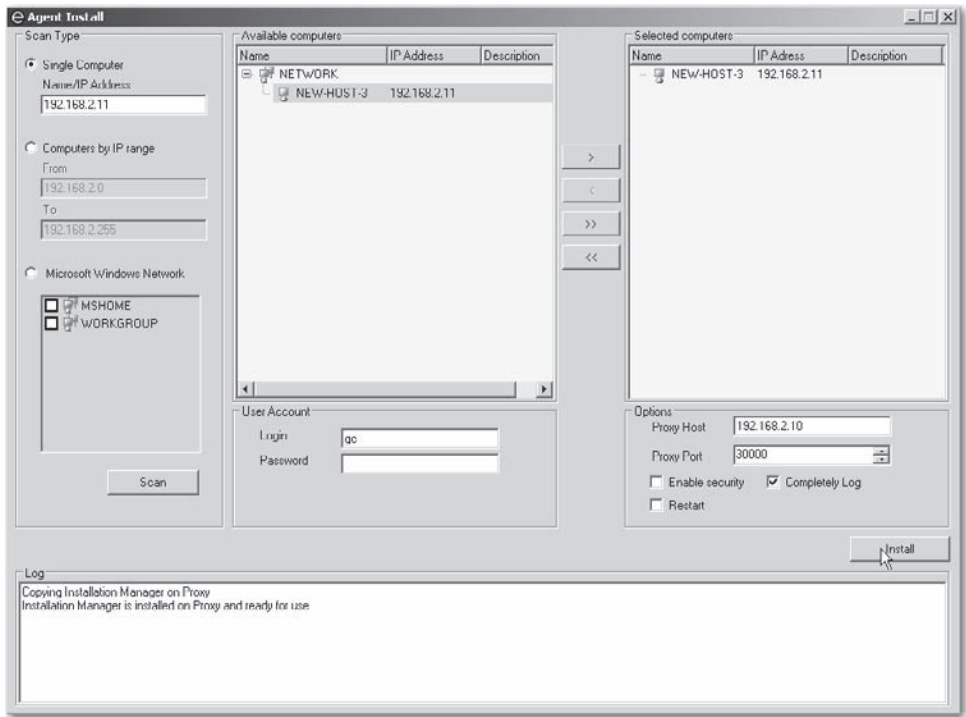 Agent Install
Scan Type
Single Computer
Name/IP Address
192.168.2.11
Computers by IP range
From
192.168.2.0
To
192.168.2.255
Microsoft Windows Network
MSHOME
WORKGROUP
Scan
Available computers
Name IP Address Description
NETWORK
NEW-HOST-3 192.168.2.11
User Account
Login qc
Password
>
<
>>
<<
Selected computers
Name IP Adress Description
NEW-HOST-3 192.168.2.11
Options
Proxy Host 192.168.2.10
Proxy Port 30000
Enable security Completely Log
Restart
Install
Log
Copying Installation Manager on Proxy
Installation Manager is installed on Proxy and ready for use